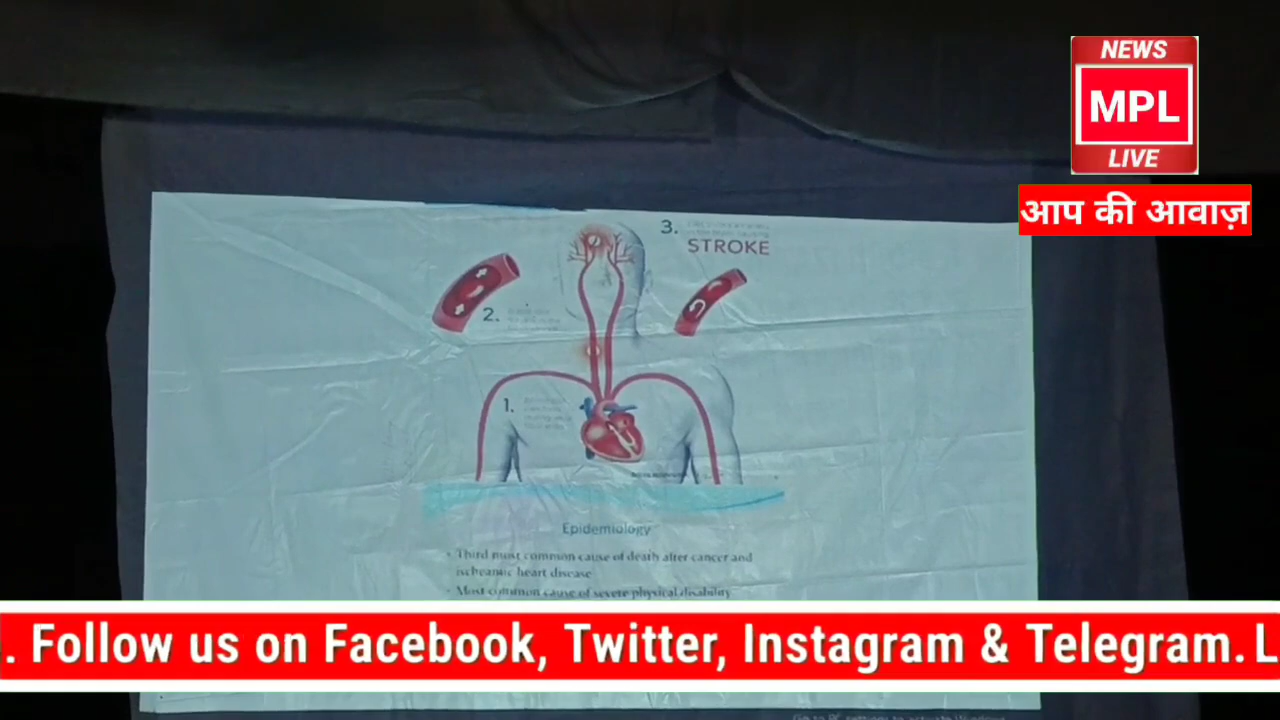 NEWS
MPL
LIVE
आप की आवाज़
3.
STROKE
2.
1.
Epidemiology
• Third most common cause of death after cancer and
ischeamic heart disease
• Most common cause of severe physical disability
. Follow us on Facebook, Twitter, Instagram & Telegram. L